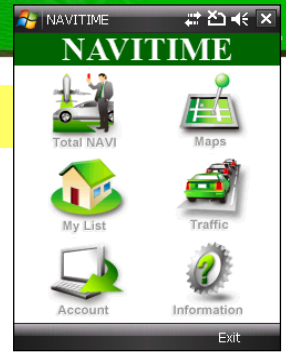 NAVITIME
NAVITIME
Total NAVI
Maps
My List
Traffic
Account
Information
Exit